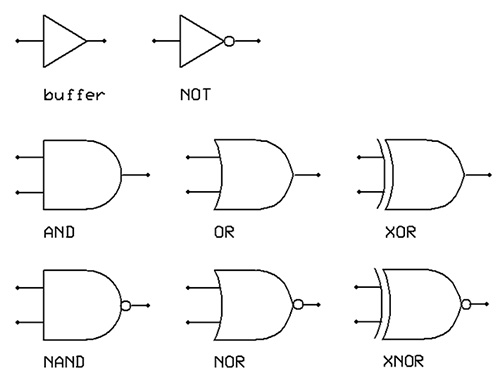 buffer NOT
AND OR XOR
NAND NOR XNOR